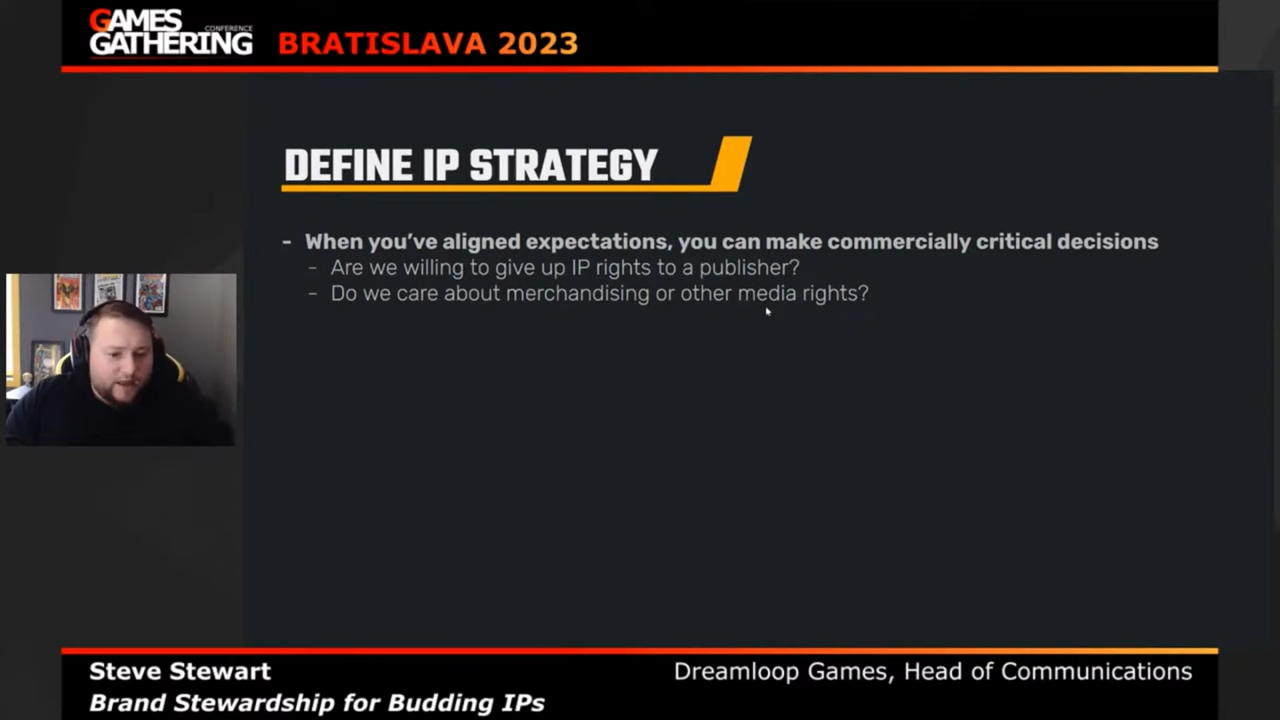 GAMES
CONFERENCE
GATHERING
BRATISLAVA 2023
DEFINE IP STRATEGY
- When you've aligned expectations, you can make commercially critical decisions
- Are we willing to give up IP rights to a publisher?
- Do we care about merchandising or other media rights?
Steve Stewart
Dreamloop Games, Head of Communications
Brand Stewardship for Budding IPs